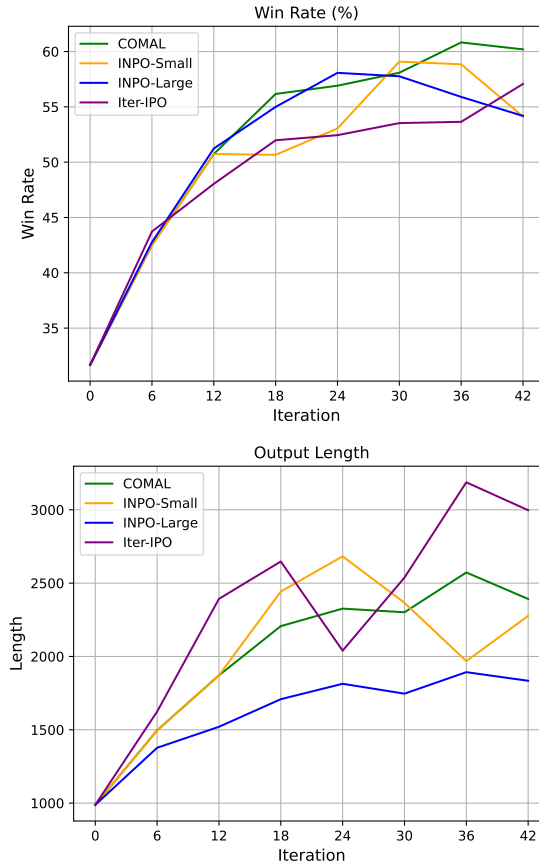 Win Rate (%)
COMAL
INPO-Small
INPO-Large
Iter-IPO
60
55
50
45
40
35
Win Rate
0 6 12 18 24 30 36 42
Iteration
Output Length
COMAL
INPO-Small
INPO-Large
Iter-IPO
3000
2500
2000
1500
1000
Length
0 6 12 18 24 30 36 42
Iteration